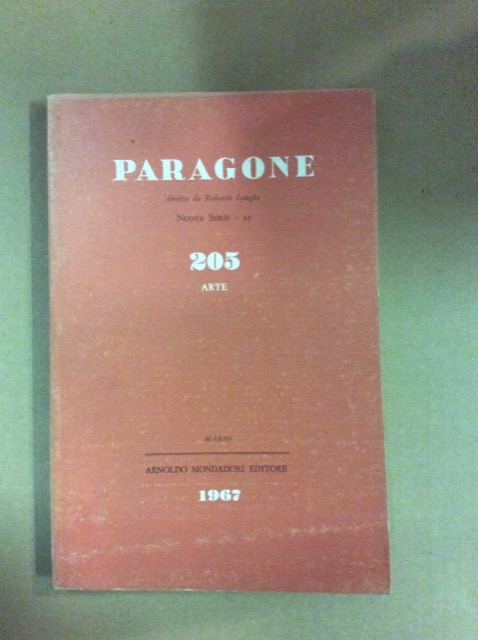 PARAGONE
diretto da Roberto Longhi
NUOVA SERIE - 25
205
ARTE
ARNOLDO MONDADORI EDITORE
1967